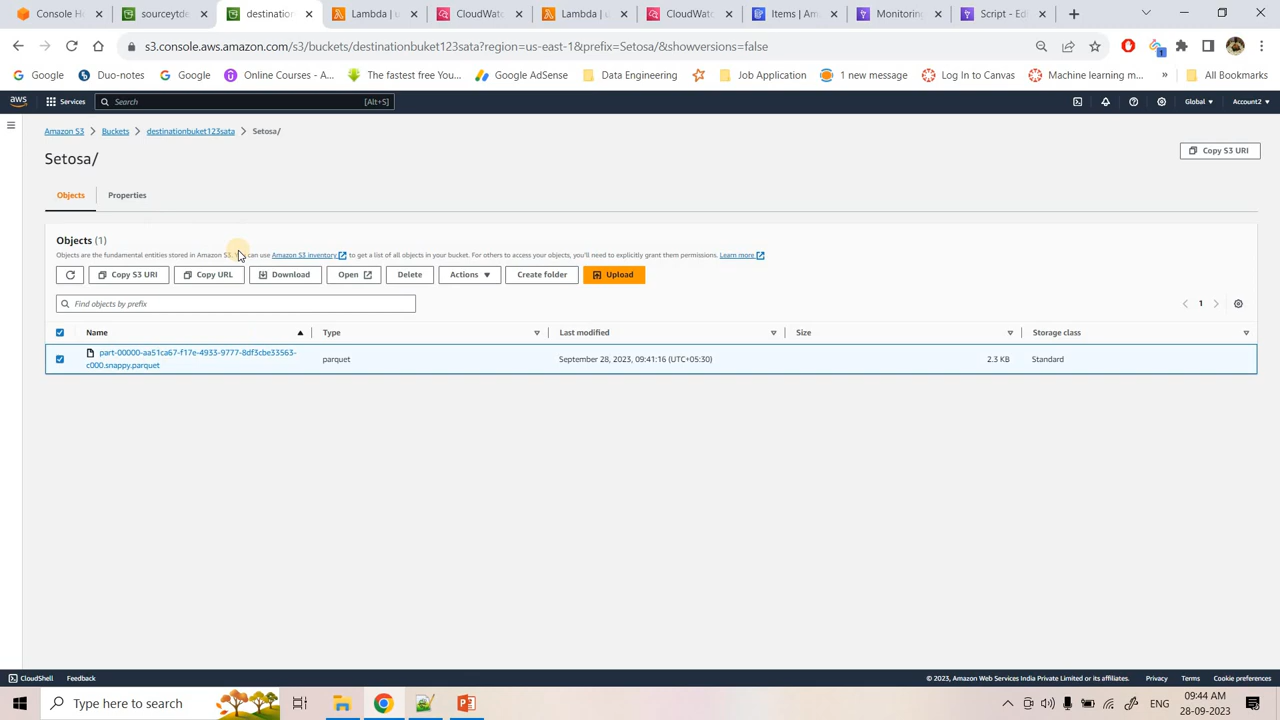 Home
sourceytde
destination
Lambda | u
CloudWatc
Lambda | u
CloudWatc
Items | Am
Monitoring
Script - Edi
s3.console.aws.amazon.com/s3/buckets/destinationbuket123sata?region=us-east-1&prefix=Setosa/&showversions=false
Google
Duo-notes
Google
Online Courses - A...
The fastest free You...
Google AdSense
Data Engineering
Job Application
1 new message
Log In to Canvas
Machine learning m...
»
All Bookmarks
aws
Services
Search
[Alt+S]
Global
Account2
Amazon S3
Buckets
destinationbuket123sata
Setosa/
Setosa/
Copy S3 URI
Objects
Properties
Objects (1)
Objects are the fundamental entities stored in Amazon S3. You can use Amazon S3 inventory to get a list of all objects in your bucket. For others to access your objects, you'll need to explicitly grant them permissions. Learn more
Copy S3 URI
Copy URL
Download
Open
Delete
Actions
Create folder
Upload
Find objects by prefix
1
Name
Type
Last modified
Size
Storage class
part-00000-aa51ca67-f17e-4933-9777-8df3cbe33563-
c000.snappy.parquet
parquet
September 28, 2023, 09:41:16 (UTC+05:30)
2.3 KB
Standard
CloudShell
Feedback
© 2023, Amazon Web Services India Private Limited or its affiliates.
Privacy
Terms
Cookie preferences
Type here to search
ENG
09:44 AM
28-09-2023